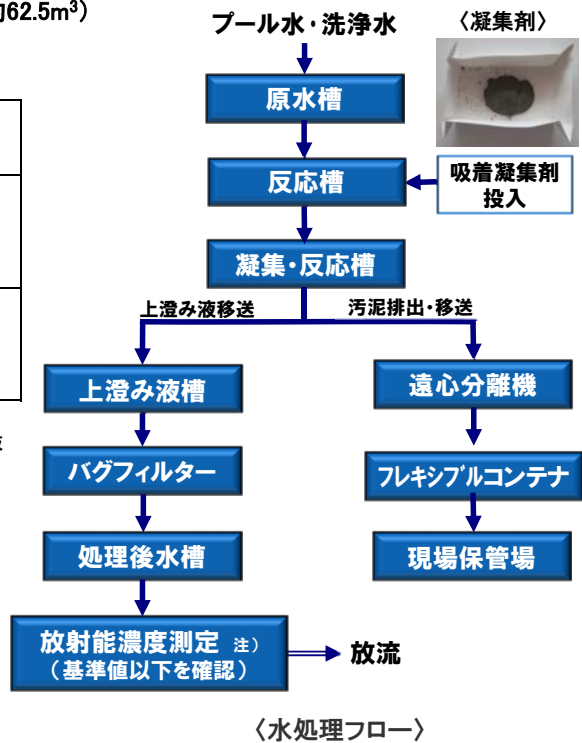 約62.5m³）
プール水・洗浄水
〈凝集剤〉
原水槽
反応槽
吸着凝集剤
投入
凝集・反応槽
上澄み液移送
汚泥排出・移送
上澄み液槽
遠心分離機
バグフィルター
フレキシブルコンテナ
処理後水槽
現場保管場
放射能濃度測定 注）
（基準値以下を確認）
放流
〈水処理フロー〉